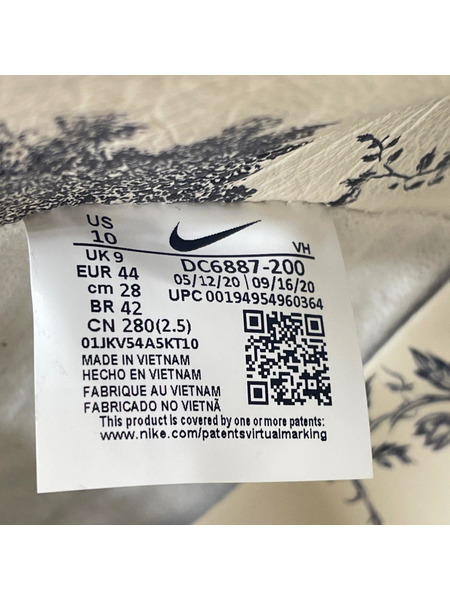 US
10
UK 9
EUR 44
cm 28
BR 42
CN 280(2.5)
01JKV54A5KT10
VH
DC6887-200
05/12/20 09/16/20
UPC 00194954960364
MADE IN VIETNAM
HECHO EN VIETNAM
FABRIQUE AU VIETNAM
FABRICADO NO VIETNÃ
This product is covered by one or more patents:
www.nike.com/patentsvirtualmarking